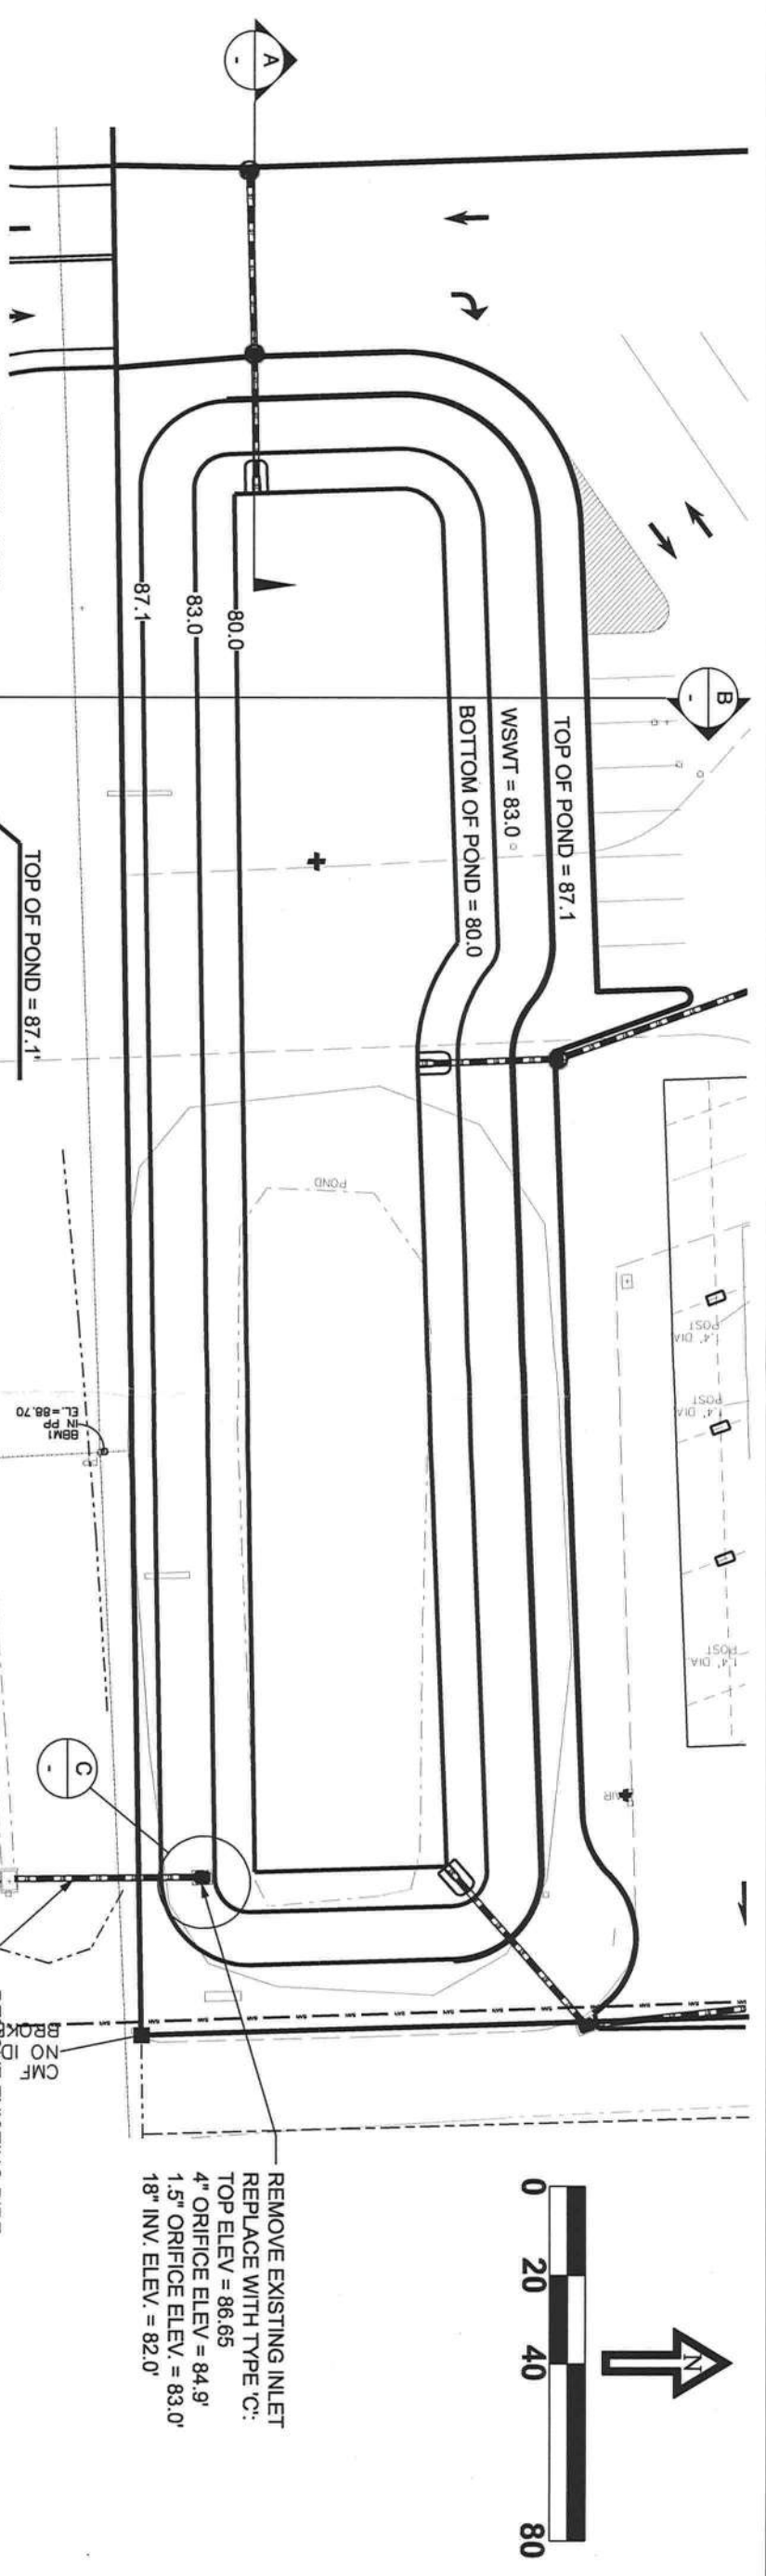 A
-
B
-
87.1
83.0
80.0
TOP OF POND = 87.1
WSWT = 83.0
BOTTOM OF POND = 80.0
TOP OF POND = 87.1'
POND
1.4' DIA.
POST
1.4' DIA.
POST
1.4' DIA.
POST
BBM1
IN PP
EL.=88.70
C
-
AIR
CMF
NO ID
REMOVE EXISTING INLET
REPLACE WITH TYPE 'C':
TOP ELEV = 86.65
4" ORIFICE ELEV = 84.9'
1.5" ORIFICE ELEV. = 83.0'
18" INV. ELEV. = 82.0'
0 20 40 80
N